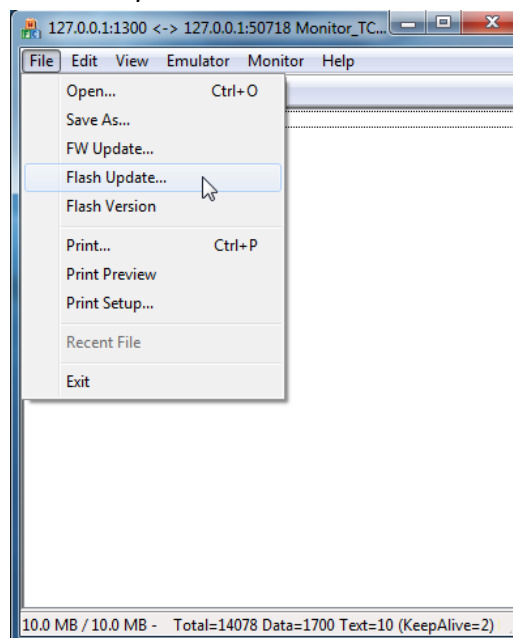 127.0.0.1:1300 <-> 127.0.0.1:50718 Monitor_TC...
File Edit View Emulator Monitor Help
Open... Ctrl+O
Save As...
FW Update...
Flash Update...
Flash Version
Print... Ctrl+P
Print Preview
Print Setup...
Recent File
Exit
10.0 MB / 10.0 MB - Total=14078 Data=1700 Text=10 (KeepAlive=2)